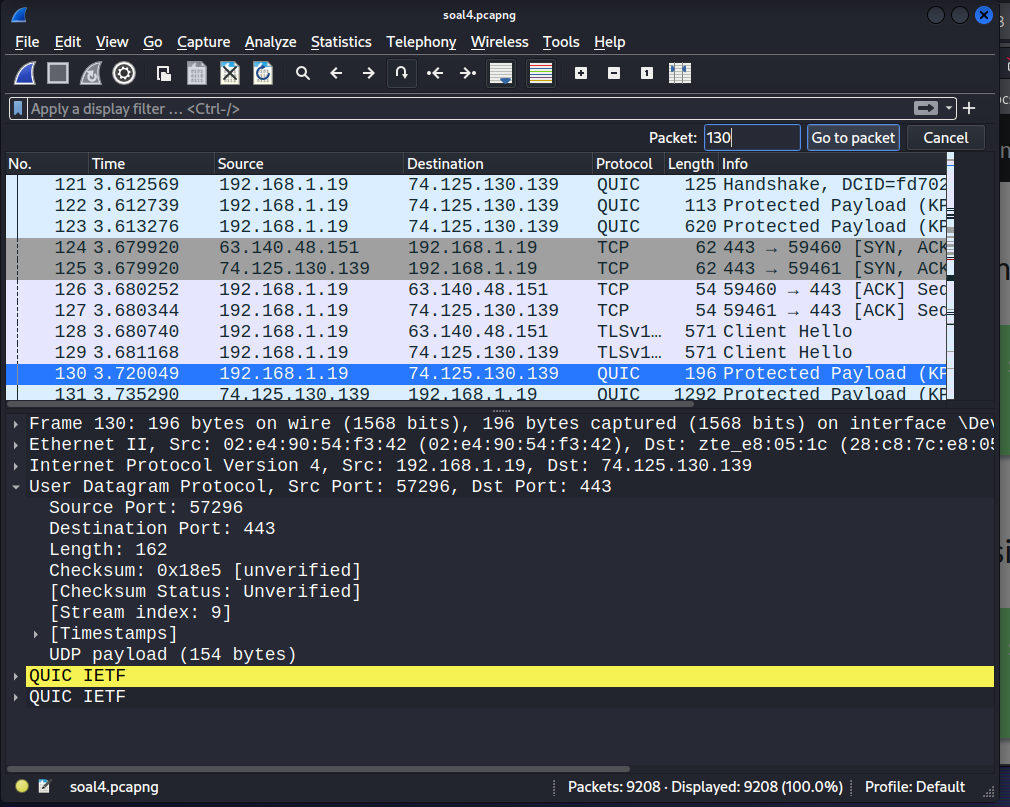 soal4.pcapng
File Edit View Go Capture Analyze Statistics Telephony Wireless Tools Help
Apply a display filter … <Ctrl-/>
Packet: 130 Go to packet Cancel
No. Time Source Destination Protocol Length Info
121 3.612569 192.168.1.19 74.125.130.139 QUIC 125 Handshake, DCID=fd702
122 3.612739 192.168.1.19 74.125.130.139 QUIC 113 Protected Payload (KP
123 3.613276 192.168.1.19 74.125.130.139 QUIC 620 Protected Payload (KP
124 3.679920 63.140.48.151 192.168.1.19 TCP 62 443 → 59460 [SYN, ACK
125 3.679920 74.125.130.139 192.168.1.19 TCP 62 443 → 59461 [SYN, ACK
126 3.680252 192.168.1.19 63.140.48.151 TCP 54 59460 → 443 [ACK] Seq
127 3.680344 192.168.1.19 74.125.130.139 TCP 54 59461 → 443 [ACK] Seq
128 3.680740 192.168.1.19 63.140.48.151 TLSv1… 571 Client Hello
129 3.681168 192.168.1.19 74.125.130.139 TLSv1… 571 Client Hello
130 3.720049 192.168.1.19 74.125.130.139 QUIC 196 Protected Payload (KP
131 3.735290 74.125.130.139 192.168.1.19 QUIC 1292 Protected Payload (KP
Frame 130: 196 bytes on wire (1568 bits), 196 bytes captured (1568 bits) on interface \Dev
Ethernet II, Src: 02:e4:90:54:f3:42 (02:e4:90:54:f3:42), Dst: zte_e8:05:1c (28:c8:7c:e8:05
Internet Protocol Version 4, Src: 192.168.1.19, Dst: 74.125.130.139
User Datagram Protocol, Src Port: 57296, Dst Port: 443
Source Port: 57296
Destination Port: 443
Length: 162
Checksum: 0x18e5 [unverified]
[Checksum Status: Unverified]
[Stream index: 9]
[Timestamps]
UDP payload (154 bytes)
QUIC IETF
QUIC IETF
soal4.pcapng Packets: 9208 · Displayed: 9208 (100.0%) Profile: Default